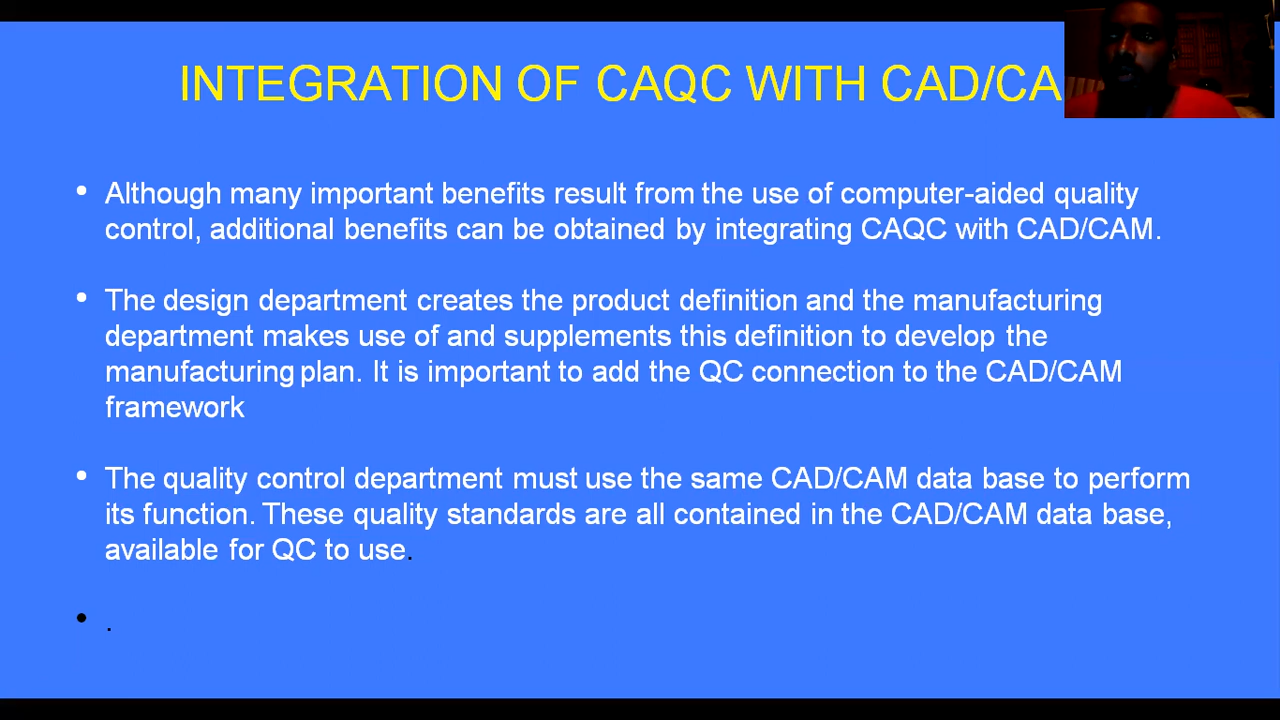 INTEGRATION OF CAQC WITH CAD/CA
• Although many important benefits result from the use of computer-aided quality
control, additional benefits can be obtained by integrating CAQC with CAD/CAM.
• The design department creates the product definition and the manufacturing
department makes use of and supplements this definition to develop the
manufacturing plan. It is important to add the QC connection to the CAD/CAM
framework
• The quality control department must use the same CAD/CAM data base to perform
its function. These quality standards are all contained in the CAD/CAM data base,
available for QC to use.
• .